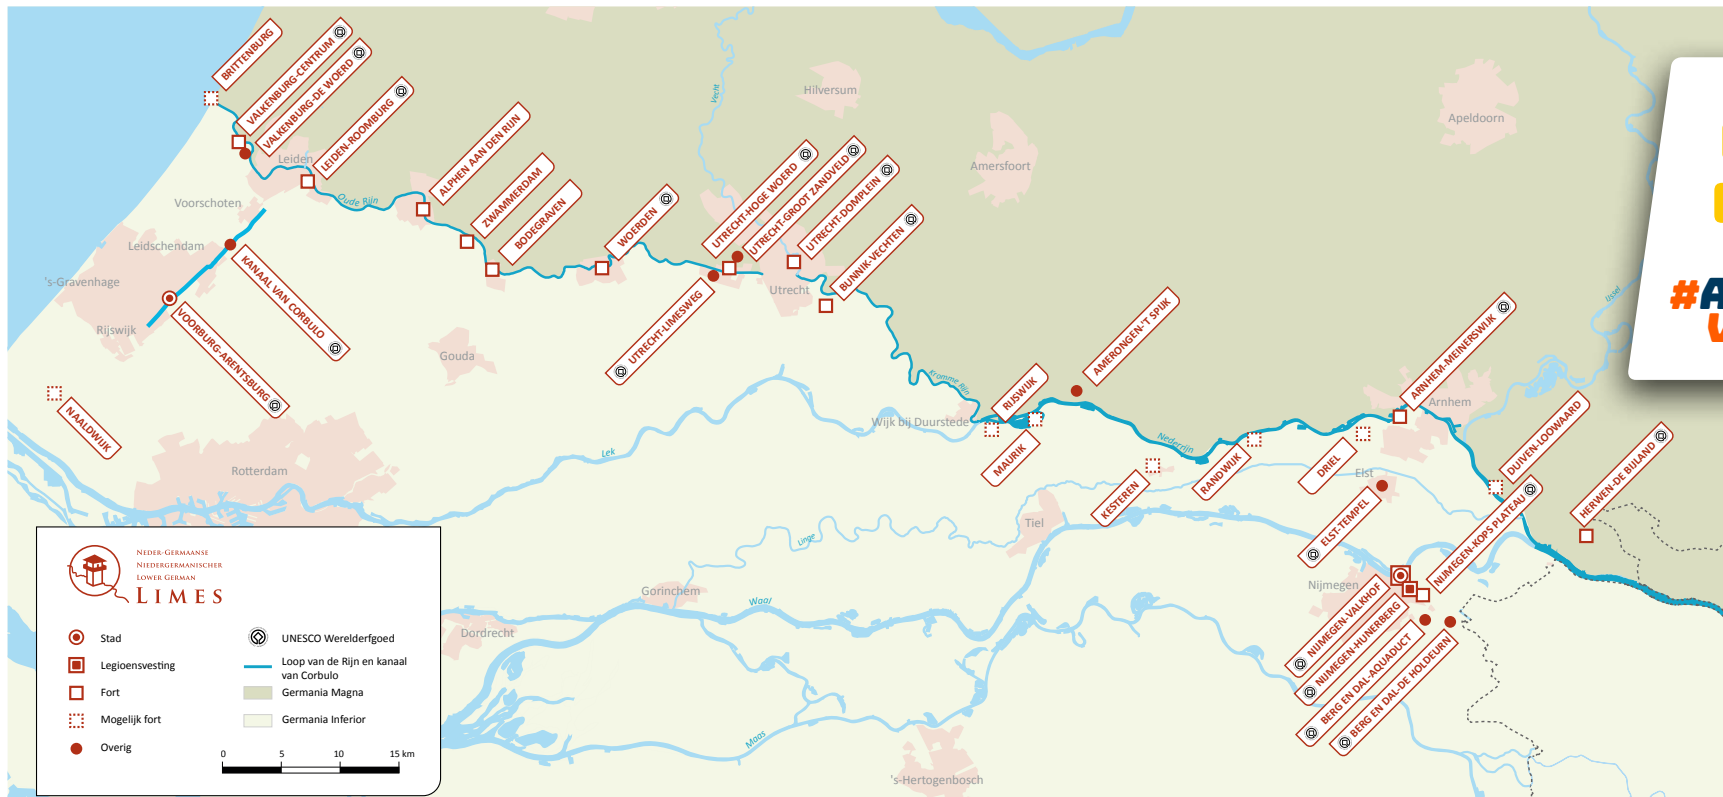 BRITTENBURG
VALKENBURG-CENTRUM
VALKENBURG-DE WOERD
LEIDEN-ROOMBURG
Leiden
Oude Rijn
ALPHEN AAN DEN RIJN
ZWAMMERDAM
BODEGRAVEN
WOERDEN
Vecht
Hilversum
UTRECHT-HOGE WOERD
UTRECHT-GROOT ZANDVELD
UTRECHT-DOMPLEIN
BUNNIK-VECHTEN
UTRECHT-LIMESWEG
Utrecht
Amersfoort
Apeldoorn
IJssel
#A
V
Voorschoten
Leidschendam
's-Gravenhage
Rijswijk
KANAAL VAN CORBULO
VOORBURG-ARENTSBURG
NAALDWIJK
Gouda
Rotterdam
Lek
Kromme Rijn
Wijk bij Duurstede
RIJSWIJK
MAURIK
AMERONGEN-'T SPIJK
Nederrijn
KESTEREN
RANDWIJK
DRIEL
ARNHEM-MEINERSWIJK
Arnhem
Elst
ELST-TEMPEL
DUIVEN-LOOWAARD
HERWEN-DE BIJLAND
NIJMEGEN-KOPS PLATEAU
Tiel
Linge
Gorinchem
Waal
Dordrecht
Maas
's-Hertogenbosch
Nijmegen
NIJMEGEN-VALKHOF
NIJMEGEN-HUNERBERG
BERG EN DAL-AQUADUCT
BERG EN DAL-DE HOLDEURN
NEDER-GERMAANSE
NIEDERGERMANISCHER
LOWER GERMAN
LIMES
Stad
Legioensvesting
Fort
Mogelijk fort
Overig
UNESCO Werelderfgoed
Loop van de Rijn en kanaal
van Corbulo
Germania Magna
Germania Inferior
0 5 10 15 km